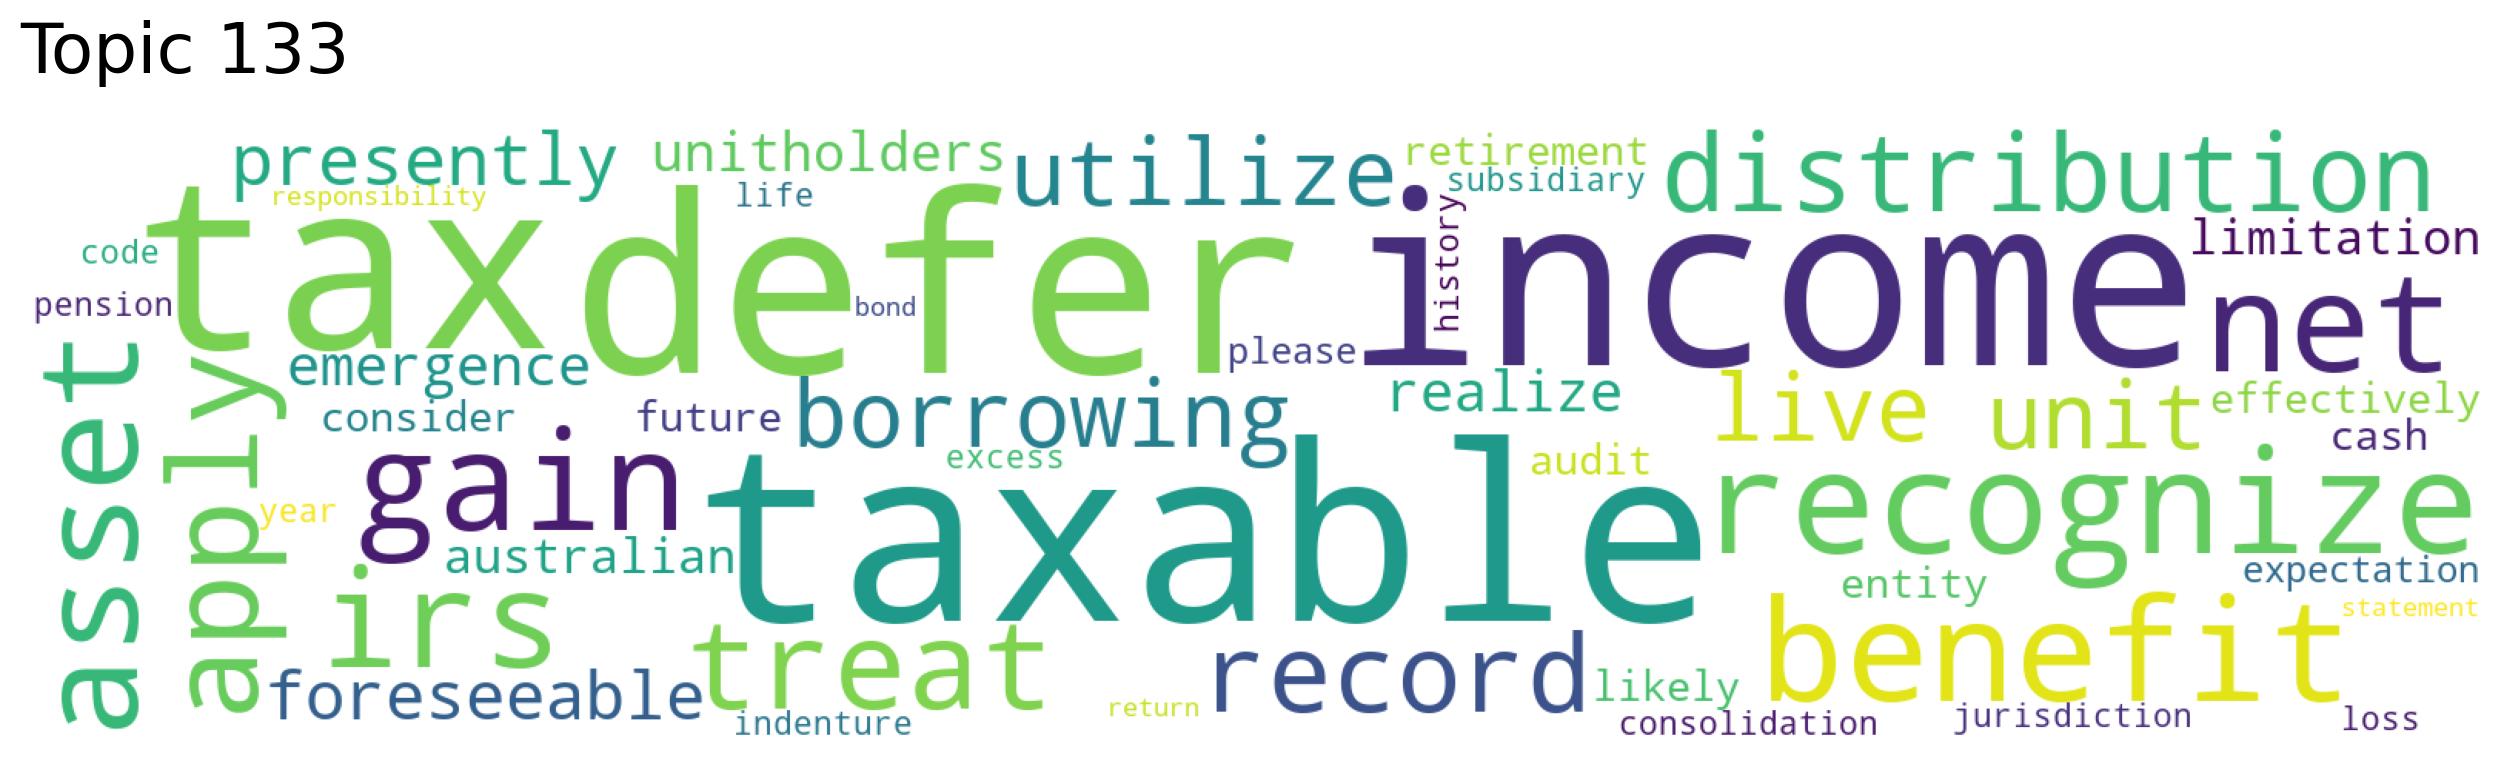 Topic 133
presently
unitholders
utilize
retirement
subsidiary
distribution
responsibility
life
code
tax
defer
income
history
limitation
pension
bond
net
please
asset
apply
emergence
realize
live
unit
effectively
consider
future
borrowing
cash
excess
audit
gain
taxable
recognize
year
australian
irs
entity
expectation
statement
treat
record
benefit
foreseeable
likely
indenture
return
consolidation
jurisdiction
loss